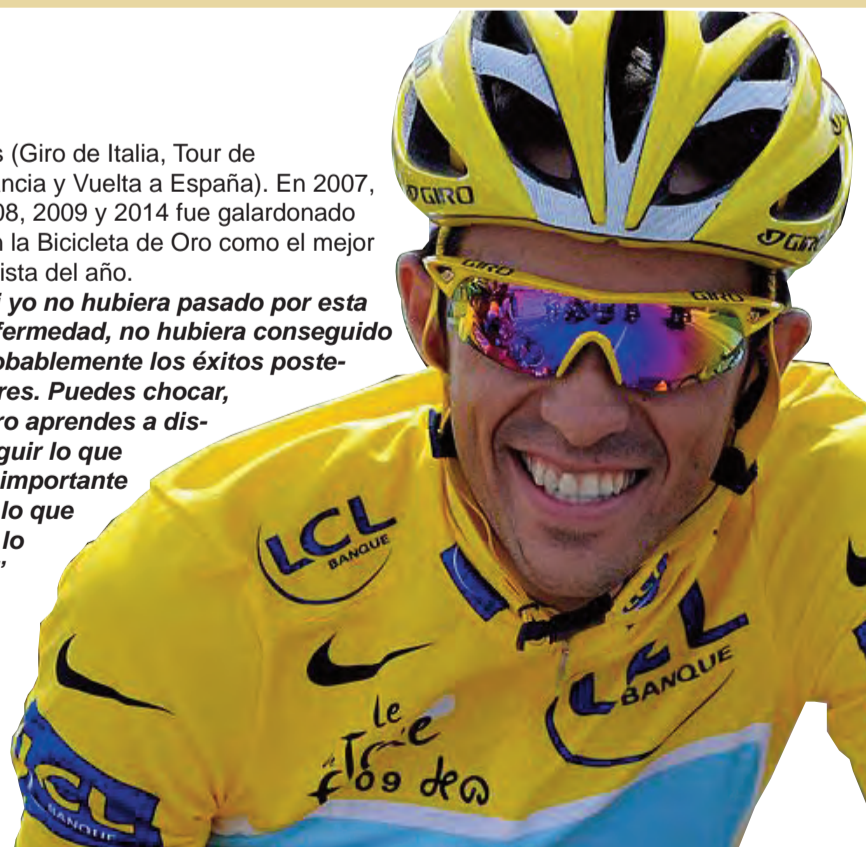 s (Giro de Italia, Tour de
ncia y Vuelta a España). En 2007,
08, 2009 y 2014 fue galardonado
n la Bicicleta de Oro como el mejor
ista del año.
i yo no hubiera pasado por esta
fermedad, no hubiera conseguido
obablemente los éxitos poste-
res. Puedes chocar,
ro aprendes a dis-
guir lo que
importante
lo que
lo
”
GIRO
GIRO
GIRO
GIRO
LCL
BANQUE
LCL
BANQUE
le
09
LCL
BANQUE